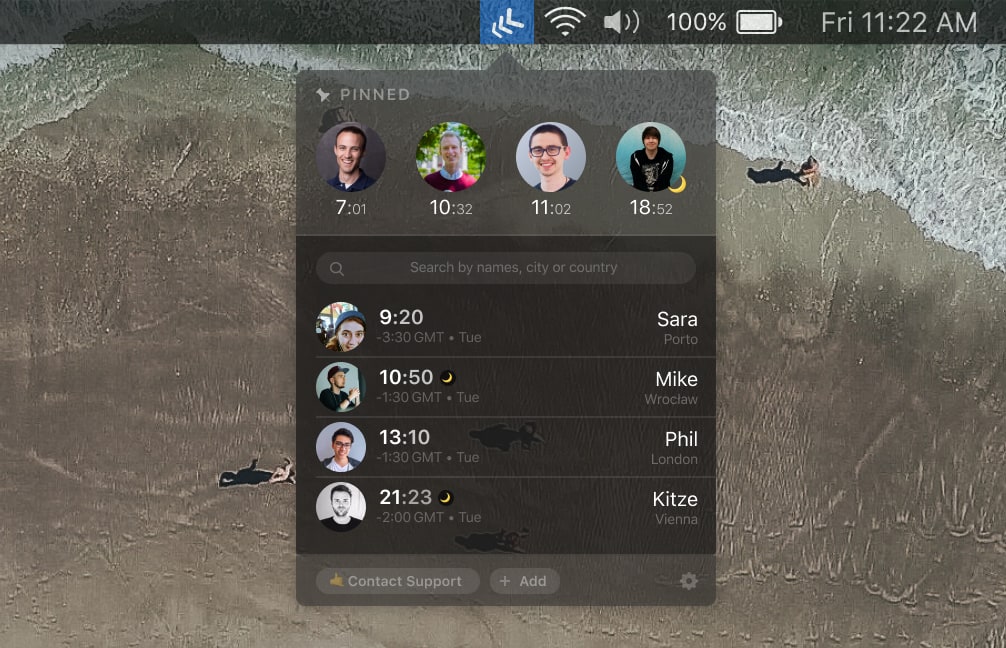 100% Fri 11:22 AM
PINNED
7:01 10:32 11:02 18:52
Search by names, city or country
9:20 Sara
-3:30 GMT • Tue Porto
10:50 Mike
-1:30 GMT • Tue Wrocław
13:10 Phil
-1:30 GMT • Tue London
21:23 Kitze
-2:00 GMT • Tue Vienna
Contact Support + Add